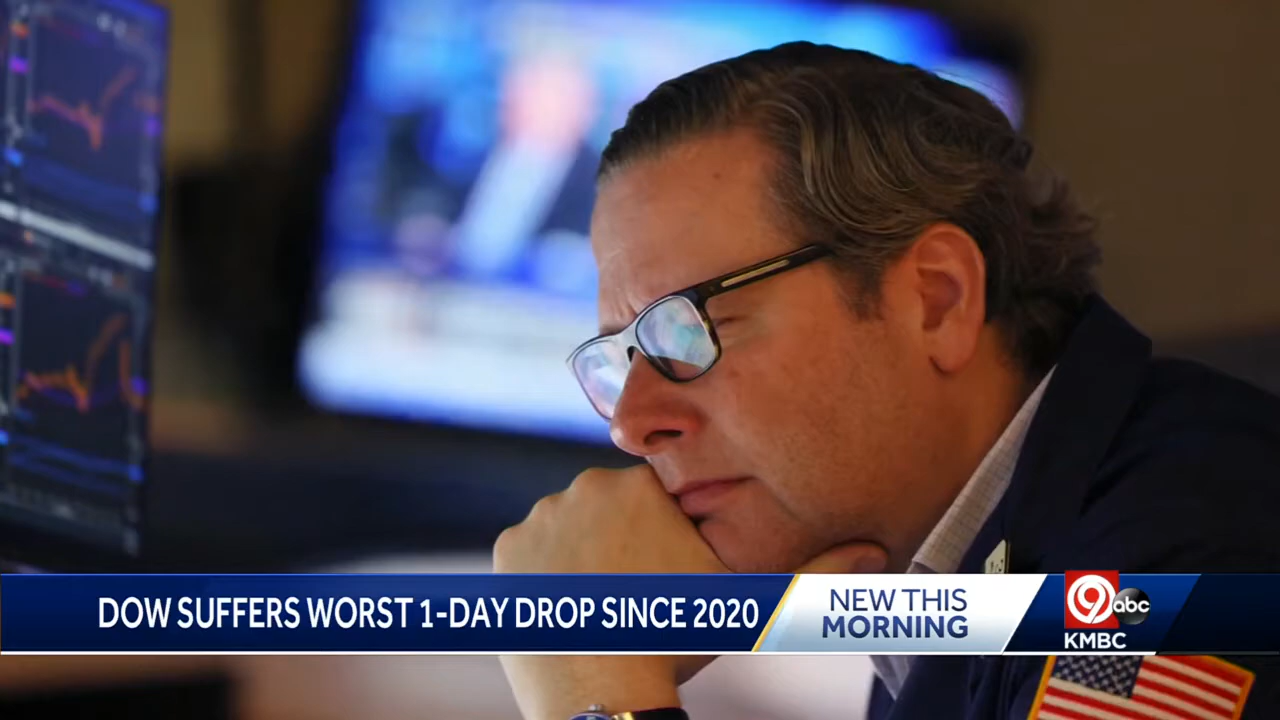 DOW SUFFERS WORST 1-DAY DROP SINCE 2020
NEW THIS
MORNING
9 abc
KMBC